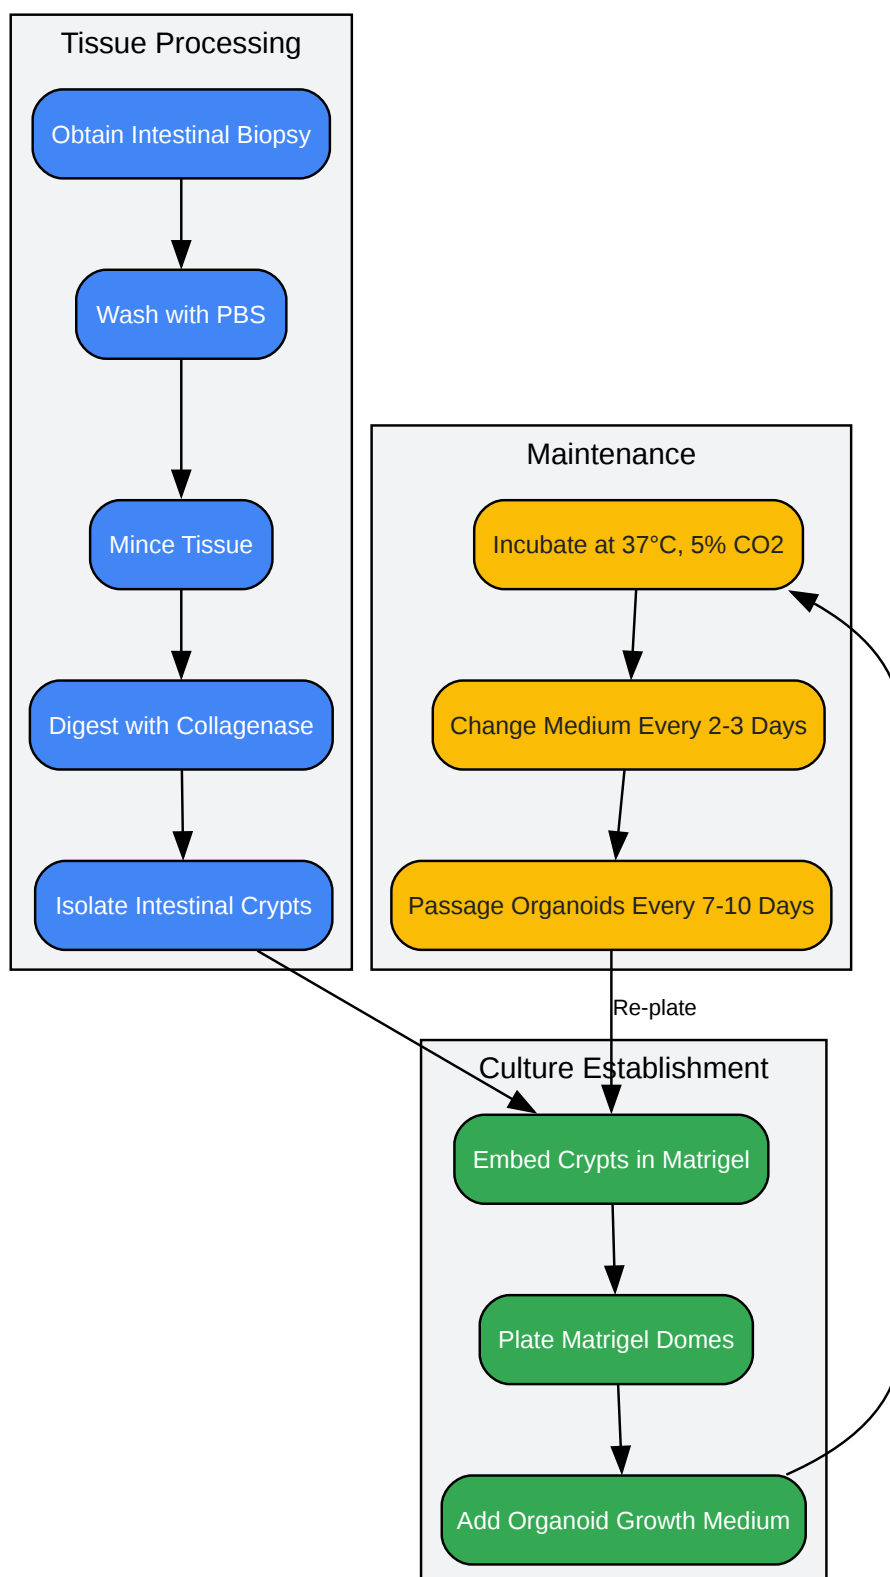 Tissue Processing
Obtain Intestinal Biopsy
Wash with PBS
Mince Tissue
Digest with Collagenase
Isolate Intestinal Crypts
Maintenance
Incubate at 37°C, 5% CO2
Change Medium Every 2-3 Days
Passage Organoids Every 7-10 Days
Re-plate
Culture Establishment
Embed Crypts in Matrigel
Plate Matrigel Domes
Add Organoid Growth Medium